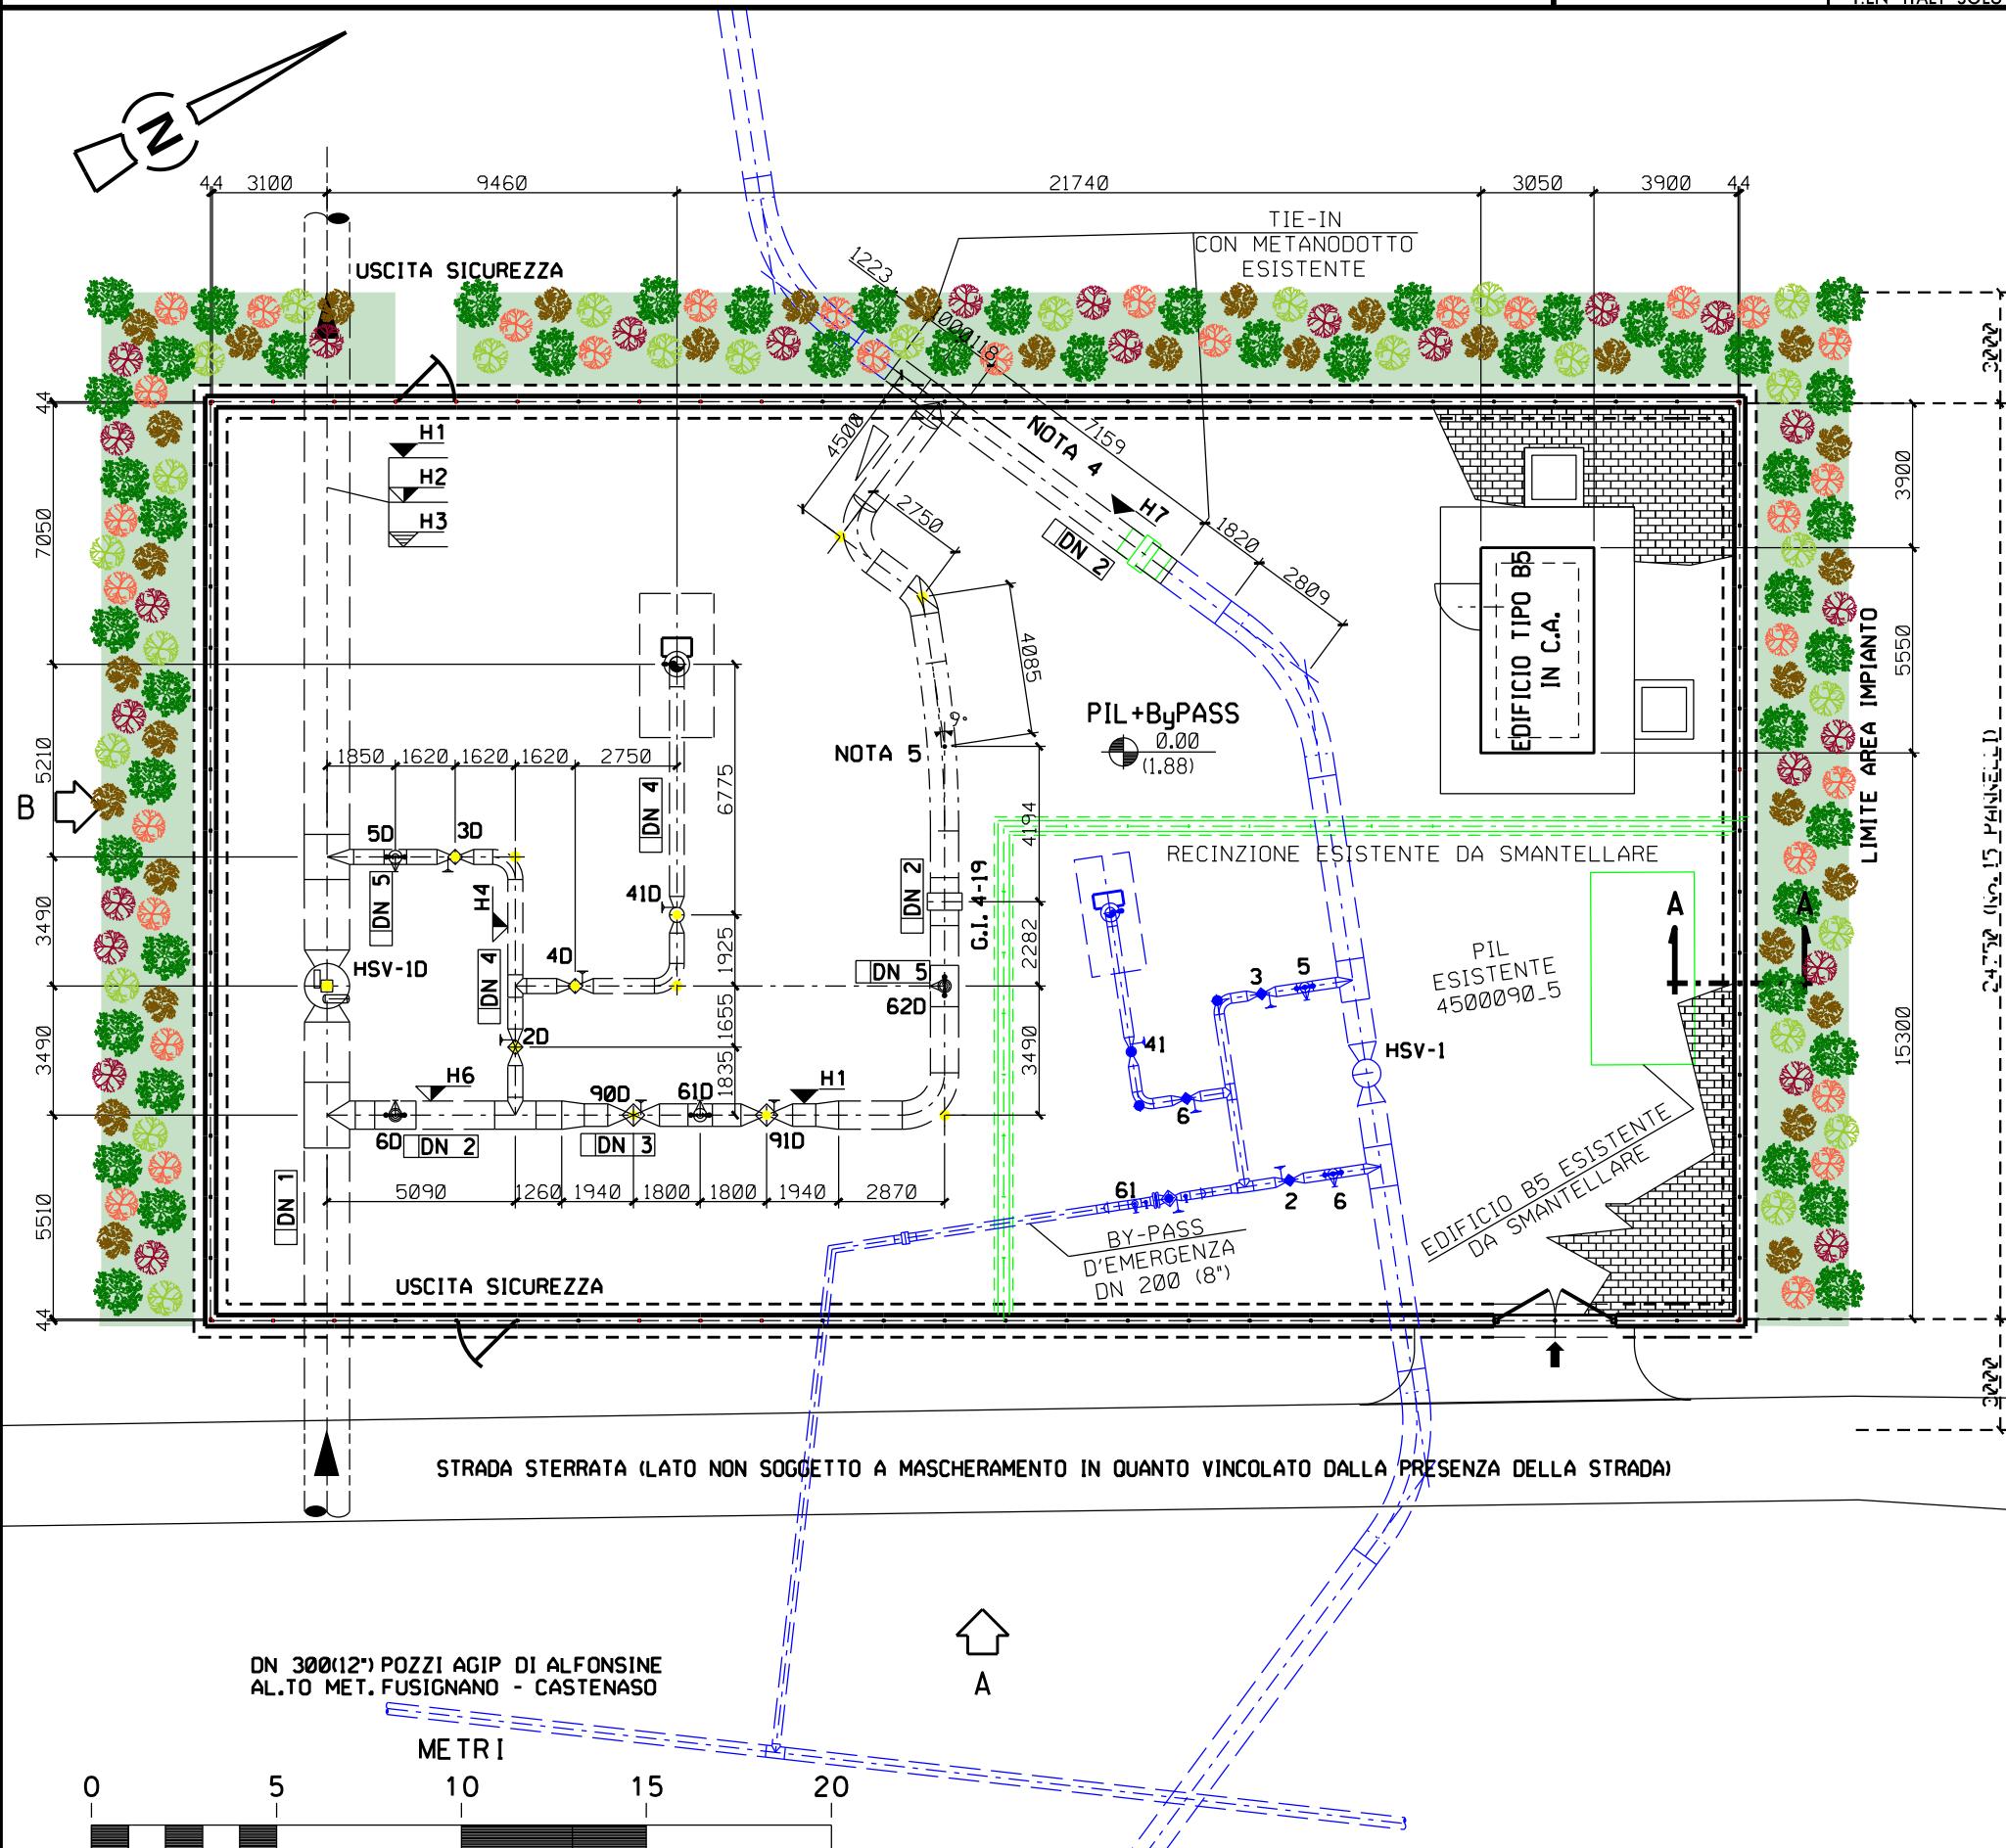 N
44 3100 9460 21740 3050 3900 44
TIE-IN
CON METANODOTTO
ESISTENTE
USCITA SICUREZZA
1223
1000
118
3000
44
H1
H2
H3
4500
NOTA 4
7159
H7
DN 2
2750
1820
2809
3900
7050
EDIFICIO TIPO B5
IN C.A.
5550
LIMITE AREA IMPIANTO
4085
9°
PIL+ByPASS
0.00
(1.88)
NOTA 5
5210
B
1850 1620 1620 1620 2750
6775
DN 4
4194
5D
3D
RECINZIONE ESISTENTE DA SMANTELLARE
DN 5
H4
41D
DN 2
G.I. 4-19
A
A
3490
HSV-1D
4D
DN 4
1925
2282
DN 5
62D
3
5
PIL
ESISTENTE
4500090_5
2D
1655
41
HSV-1
15300
3490
3490
1835
H6
90D
61D
H1
6
6D
DN 2
DN 3
91D
DN 1
5090 1260 1940 1800 1800 1940 2870
61
2
6
EDIFICIO B5 ESISTENTE
DA SMANTELLARE
5510
BY-PASS
D'EMERGENZA
DN 200 (8")
USCITA SICUREZZA
44
3000
STRADA STERRATA (LATO NON SOGGETTO A MASCHERAMENTO IN QUANTO VINCOLATO DALLA PRESENZA DELLA STRADA)
A
DN 300(12") POZZI AGIP DI ALFONSINE
AL.TO MET. FUSIGNANO - CASTENASO
METRI
0 5 10 15 20